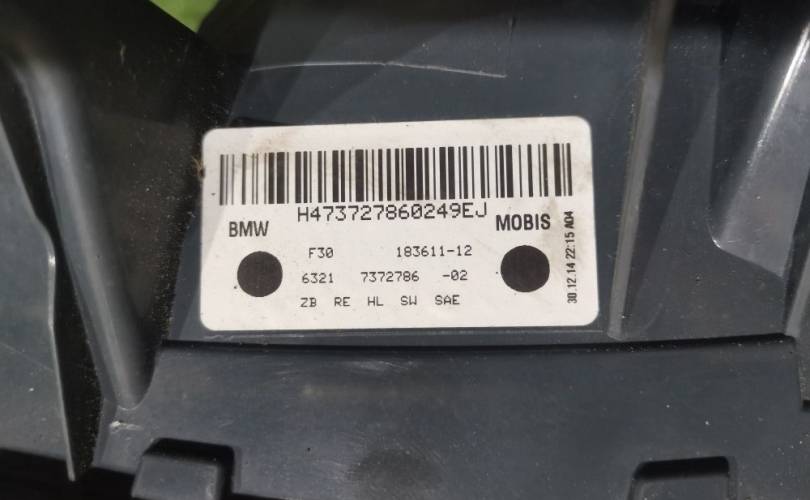 H473727860249EJ
BMW MOBIS
F30 183611-12
6321 7372786 -02
ZB RE HL SW SAE
30.12.14 22:15 A04